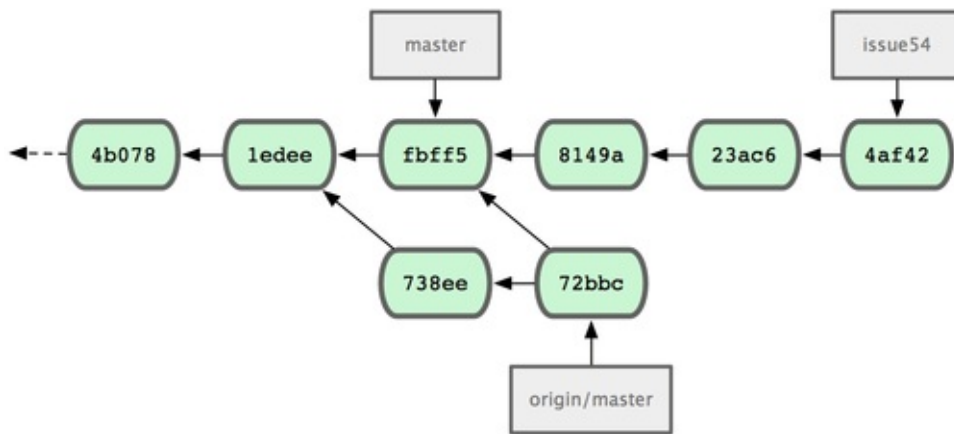 master
issue54
4b078
1edee
fbff5
8149a
23ac6
4af42
738ee
72bbc
origin/master